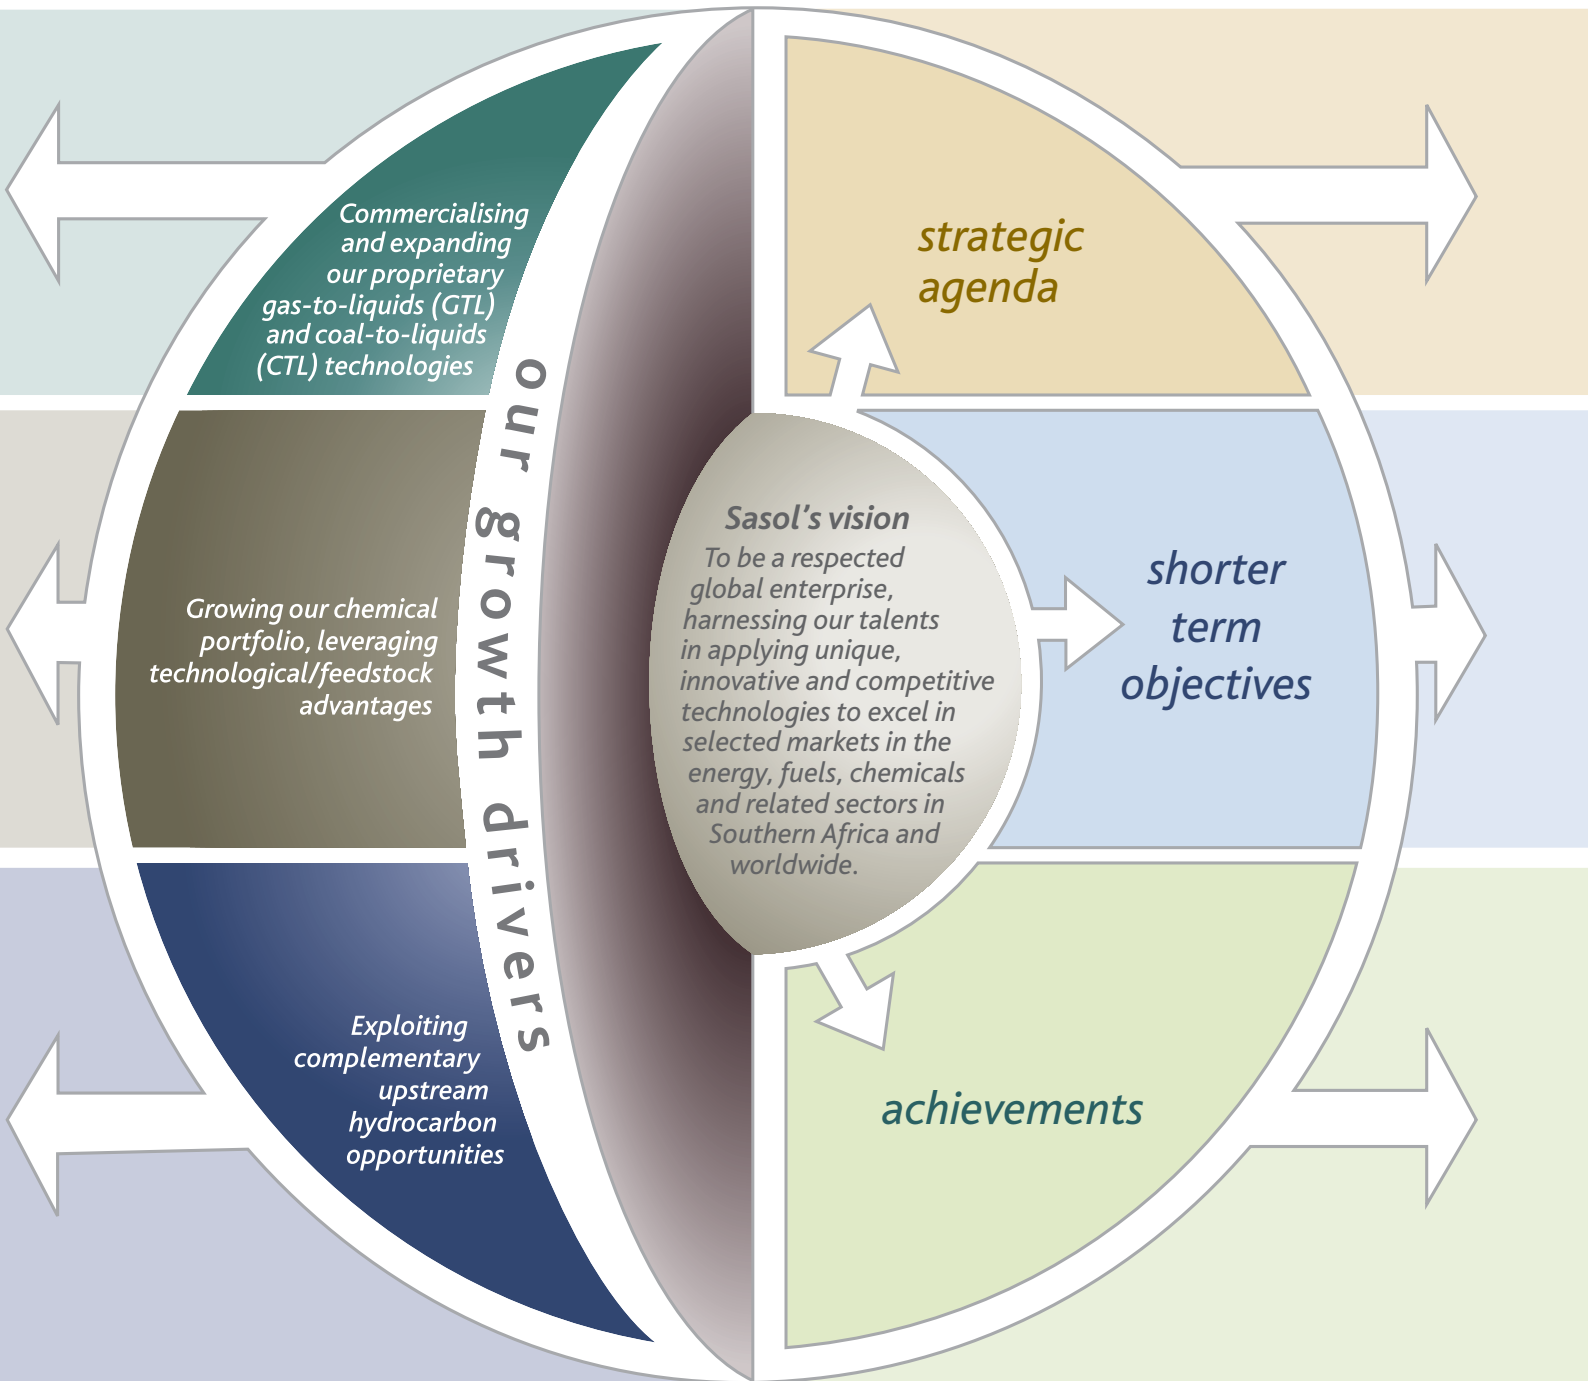 Commercialising
and expanding
our proprietary
gas-to-liquids (GTL)
and coal-to-liquids
(CTL) technologies
Growing our chemical
portfolio, leveraging
technological/feedstock
advantages
Exploiting
complementary
upstream
hydrocarbon
opportunities
our growth drivers
Sasol's vision
To be a respected
global enterprise,
harnessing our talents
in applying unique,
innovative and competitive
technologies to excel in
selected markets in the
energy, fuels, chemicals
and related sectors in
Southern Africa and
worldwide.
strategic
agenda
shorter
term
objectives
achievements